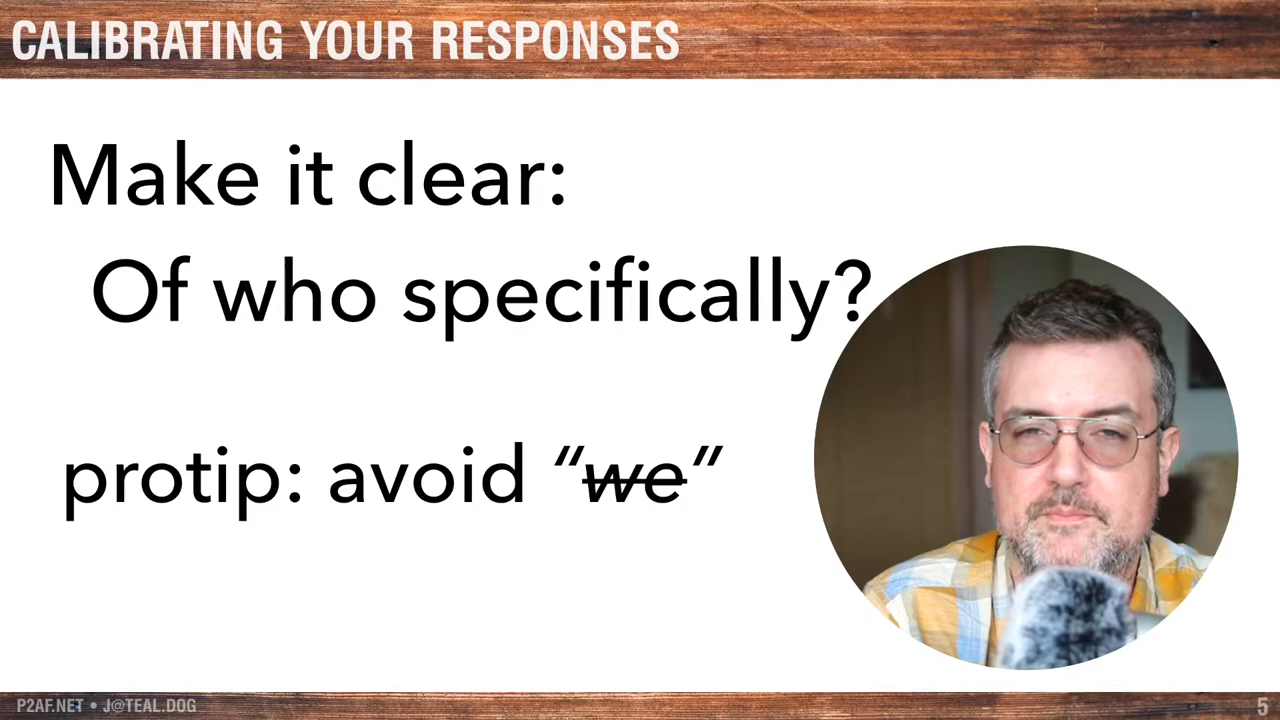 CALIBRATING YOUR RESPONSES
Make it clear:
Of who specifically?
protip: avoid “we”
P2AF.NET • J@TEAL.DOG
5